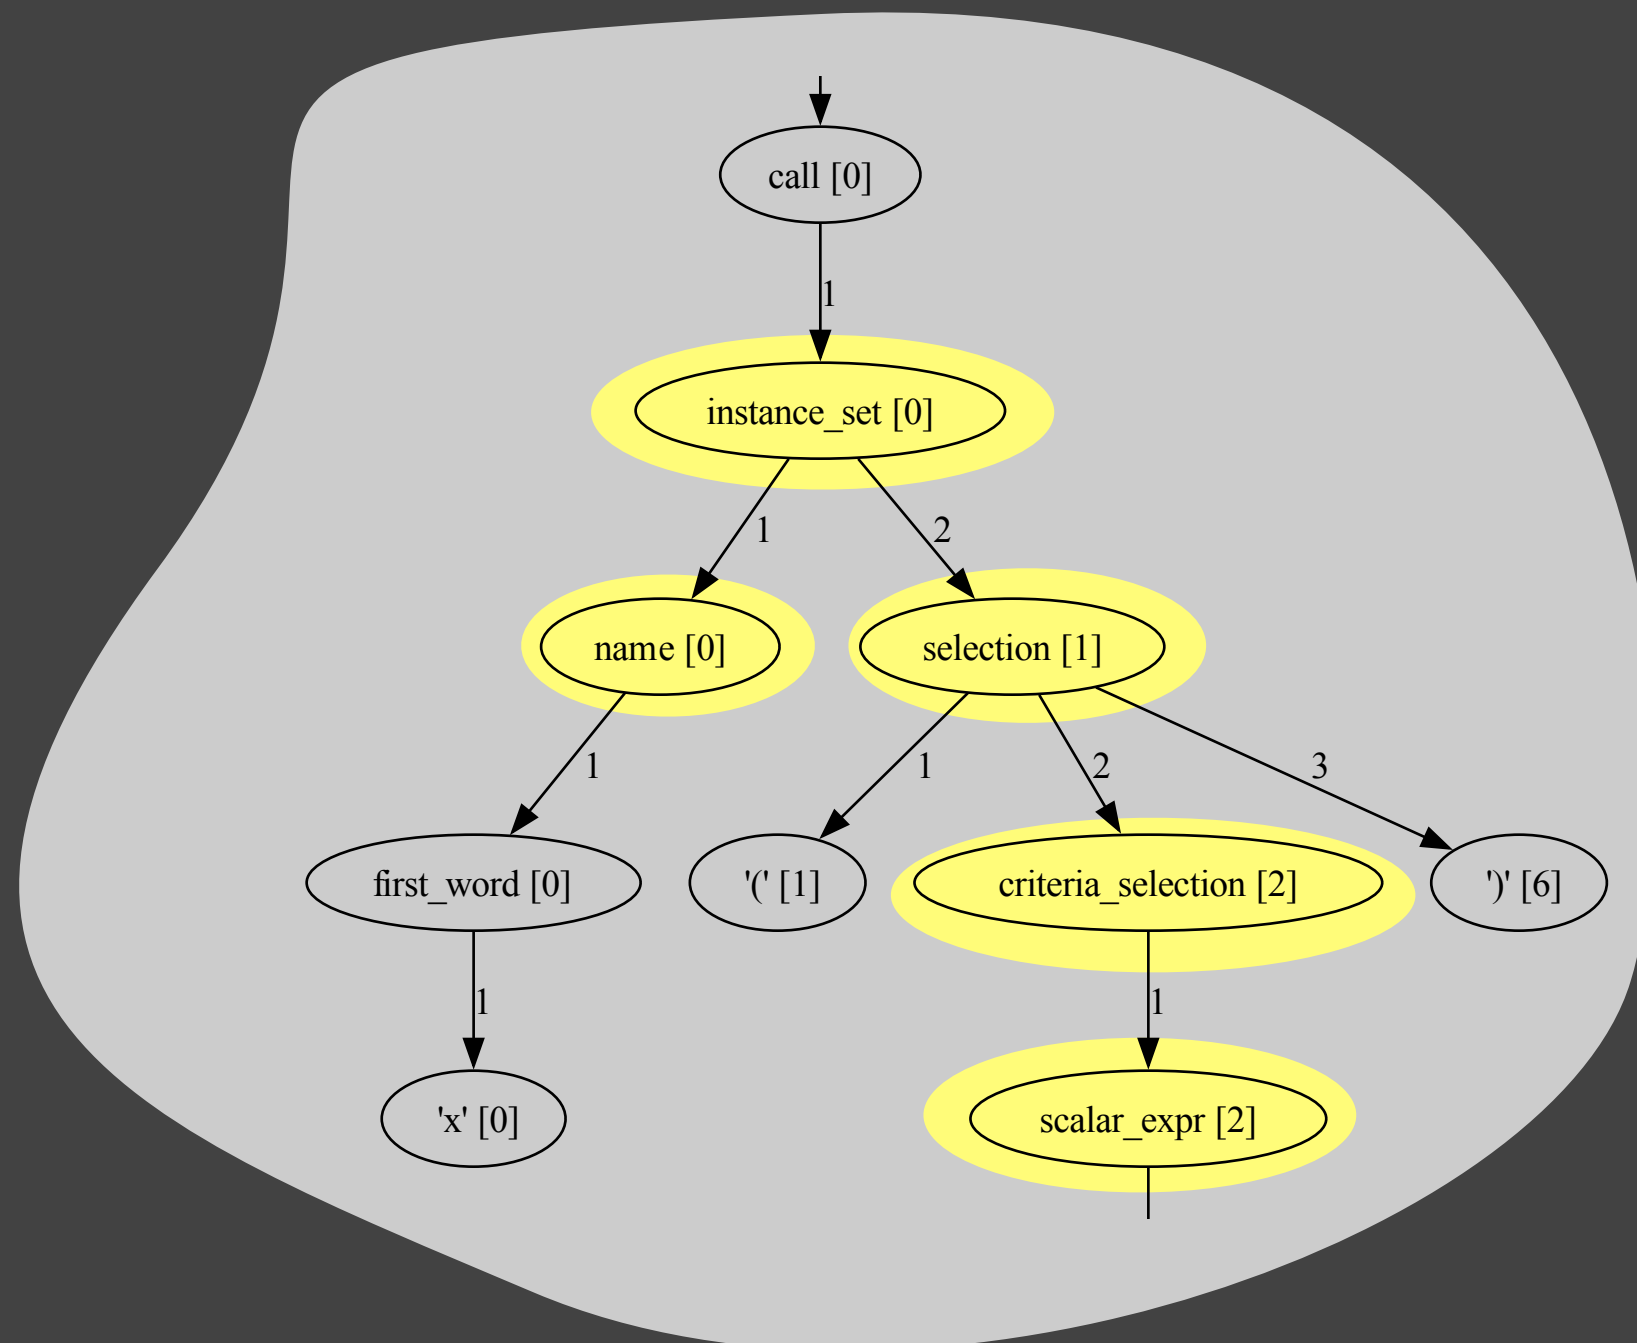 call [0]
1
instance_set [0]
1
2
name [0]
selection [1]
1
1
2
3
first_word [0]
'(' [1]
criteria_selection [2]
')' [6]
1
1
'x' [0]
scalar_expr [2]